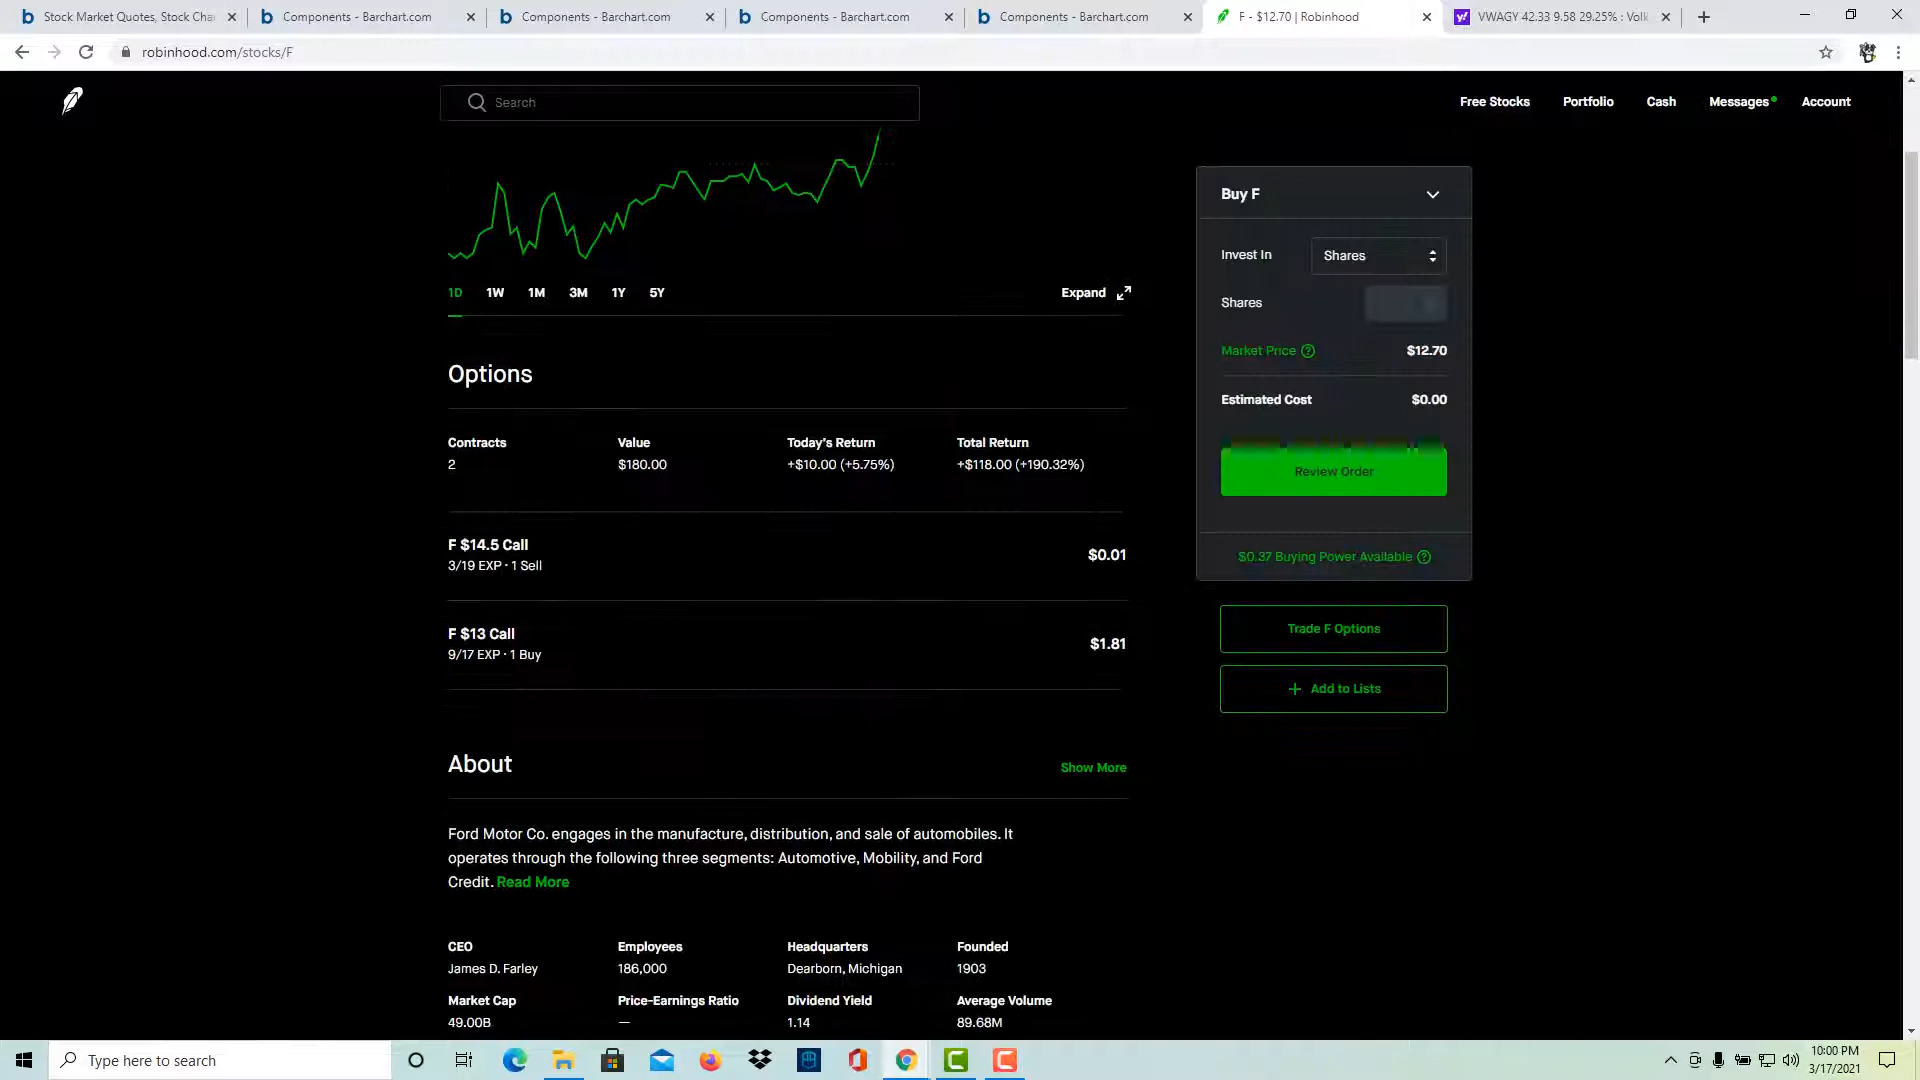 Stock Market Quotes, Stock Cha
Components - Barchart.com
Components - Barchart.com
Components - Barchart.com
Components - Barchart.com
F - $12.70 | Robinhood
VWAGY 42.33 9.58 29.25% : Volk
robinhood.com/stocks/F
Search
Free Stocks
Portfolio
Cash
Messages
Account
1D 1W 1M 3M 1Y 5Y
Expand
Buy F
Invest In
Shares
Shares
Market Price
$12.70
Estimated Cost
$0.00
Review Order
$0.37 Buying Power Available
Trade F Options
Add to Lists
Options
Contracts Value Today's Return Total Return
2 $180.00 +$10.00 (+5.75%) +$118.00 (+190.32%)
F $14.5 Call
3/19 EXP · 1 Sell
$0.01
F $13 Call
9/17 EXP · 1 Buy
$1.81
About
Show More
Ford Motor Co. engages in the manufacture, distribution, and sale of automobiles. It
operates through the following three segments: Automotive, Mobility, and Ford
Credit. Read More
CEO Employees Headquarters Founded
James D. Farley 186,000 Dearborn, Michigan 1903
Market Cap Price-Earnings Ratio Dividend Yield Average Volume
49.00B — 1.14 89.68M
Type here to search
10:00 PM
3/17/2021